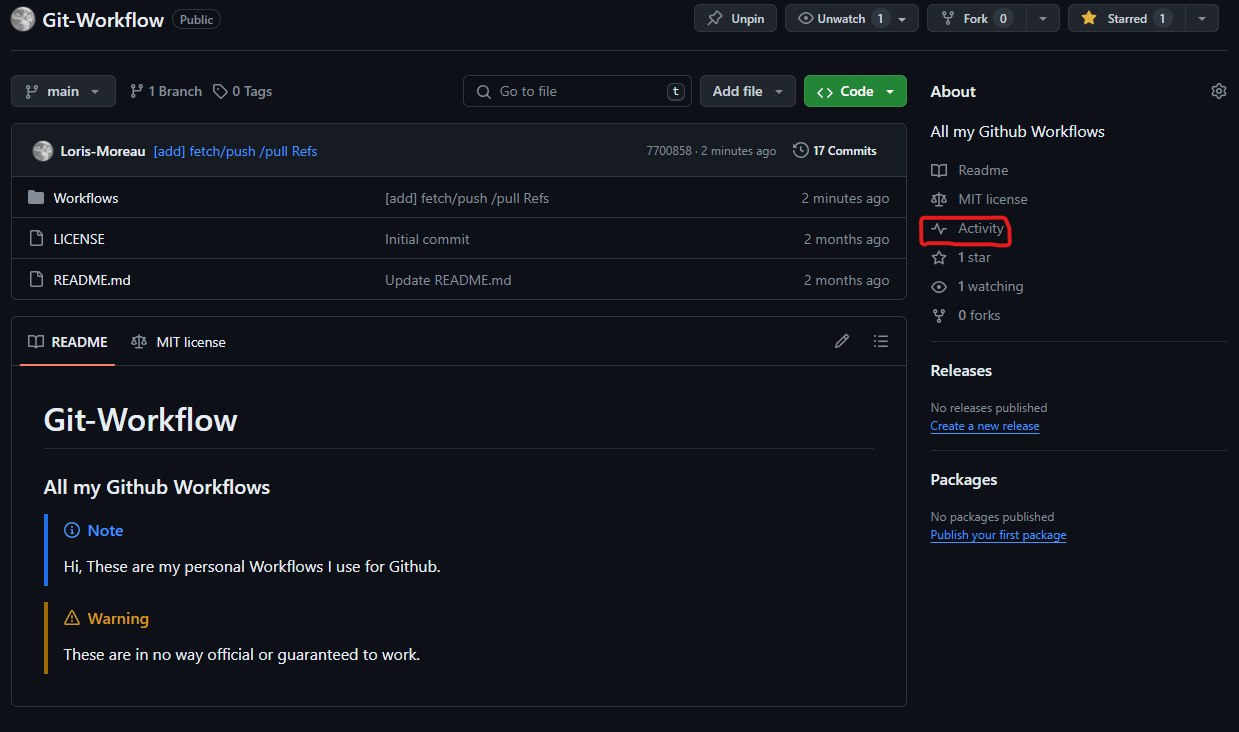 Git-Workflow Public Unpin Unwatch 1 Fork 0 Starred 1
main 1 Branch 0 Tags Go to file t Add file Code
Loris-Moreau [add] fetch/push /pull Refs 7700858 · 2 minutes ago 17 Commits
Workflows [add] fetch/push /pull Refs 2 minutes ago
LICENSE Initial commit 2 months ago
README.md Update README.md 2 months ago
README MIT license
Git-Workflow
All my Github Workflows
Note
Hi, These are my personal Workflows I use for Github.
Warning
These are in no way official or guaranteed to work.
About
All my Github Workflows
Readme
MIT license
Activity
1 star
1 watching
0 forks
Releases
No releases published
Create a new release
Packages
No packages published
Publish your first package